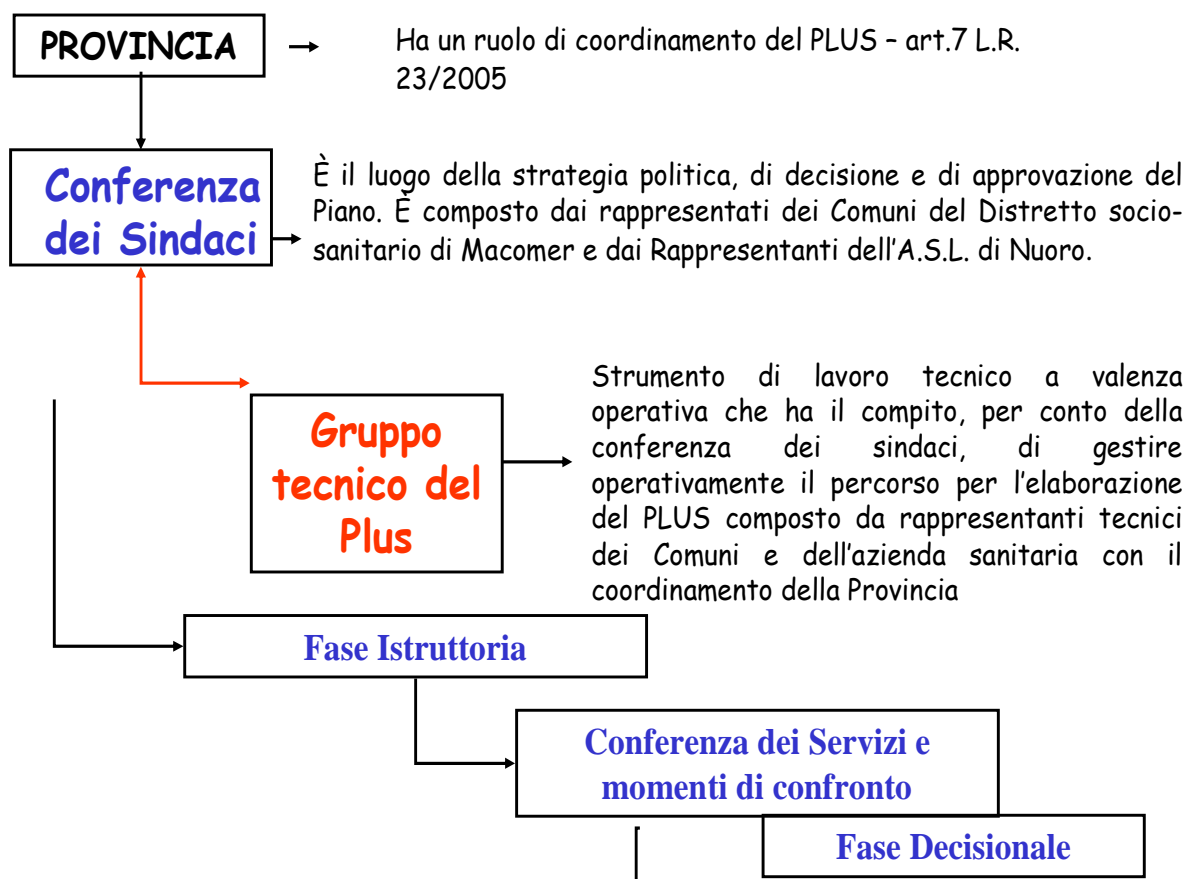 PROVINCIA
Ha un ruolo di coordinamento del PLUS – art.7 L.R.
23/2005
Conferenza
dei Sindaci
È il luogo della strategia politica, di decisione e di approvazione del
Piano. È composto dai rappresentati dei Comuni del Distretto socio-
sanitario di Macomer e dai Rappresentanti dell'A.S.L. di Nuoro.
Gruppo
tecnico del
Plus
Strumento di lavoro tecnico a valenza
operativa che ha il compito, per conto della
conferenza dei sindaci, di gestire
operativamente il percorso per l'elaborazione
del PLUS composto da rappresentanti tecnici
dei Comuni e dell'azienda sanitaria con il
coordinamento della Provincia
Fase Istruttoria
Conferenza dei Servizi e
momenti di confronto
Fase Decisionale